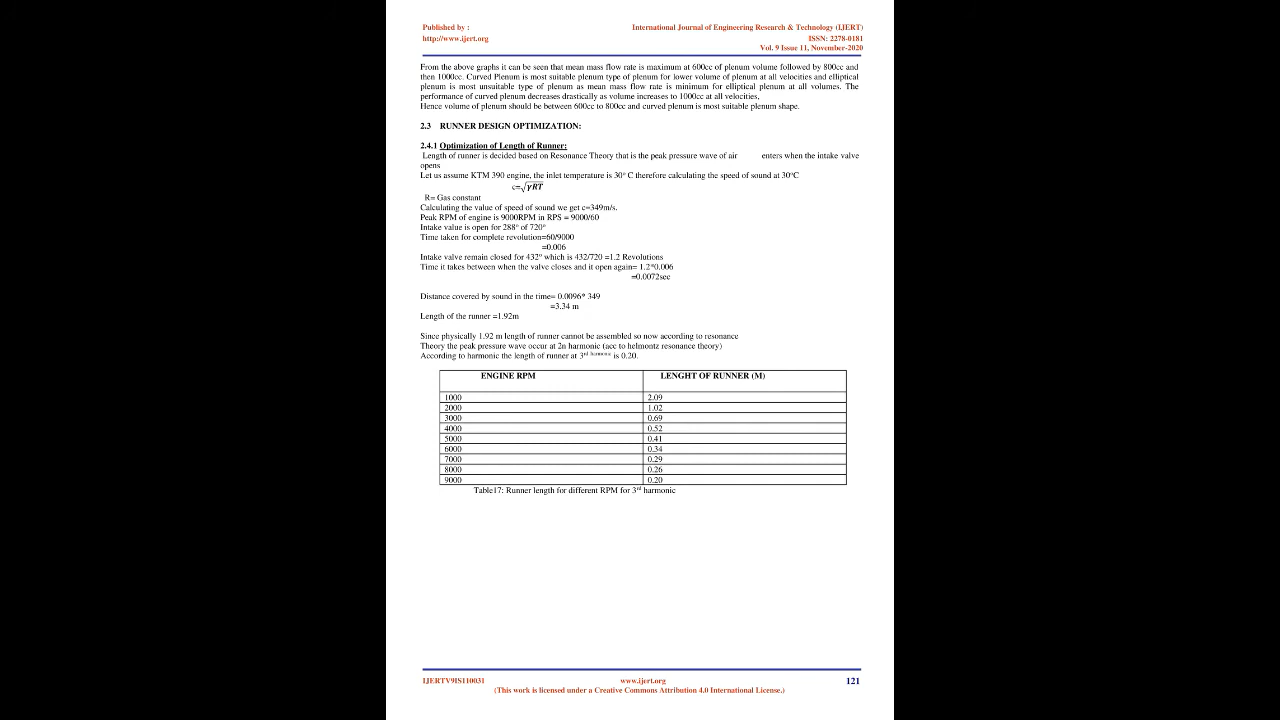 Published by :
International Journal of Engineering Research & Technology (IJERT)
http://www.ijert.org
ISSN: 2278-0181
Vol. 9 Issue 11, November-2020
From the above graphs it can be seen that mean mass flow rate is maximum at 600cc of plenum volume followed by 800cc and
then 1000cc. Curved Plenum is most suitable plenum type of plenum for lower volume of plenum at all velocities and elliptical
plenum is most unsuitable type of plenum as mean mass flow rate is minimum for elliptical plenum at all volumes. The
performance of curved plenum decreases drastically as volume increases to 1000cc at all velocities,
Hence volume of plenum should be between 600cc to 800cc and curved plenum is most suitable plenum shape.
2.3 RUNNER DESIGN OPTIMIZATION:
2.4.1 Optimization of Length of Runner:
Length of runner is decided based on Resonance Theory that is the peak pressure wave of air enters when the intake valve
opens
Let us assume KTM 390 engine, the inlet temperature is 30° C therefore calculating the speed of sound at 30°C
c=√γRT
R= Gas constant
Calculating the value of speed of sound we get c=349m/s.
Peak RPM of engine is 9000RPM in RPS = 9000/60
Intake value is open for 288° of 720°
Time taken for complete revolution=60/9000
=0.006
Intake valve remain closed for 432° which is 432/720 =1.2 Revolutions
Time it takes between when the valve closes and it open again= 1.2*0.006
=0.0072sec
Distance covered by sound in the time= 0.0096* 349
=3.34 m
Length of the runner =1.92m
Since physically 1.92 m length of runner cannot be assembled so now according to resonance
Theory the peak pressure wave occur at 2n harmonic (acc to helmontz resonance theory)
According to harmonic the length of runner at 3rd harmonic is 0.20.
ENGINE RPM LENGHT OF RUNNER (M)
1000 2.09
2000 1.02
3000 0.69
4000 0.52
5000 0.41
6000 0.34
7000 0.29
8000 0.26
9000 0.20
Table17: Runner length for different RPM for 3rd harmonic
IJERTV9IS110031
www.ijert.org
121
(This work is licensed under a Creative Commons Attribution 4.0 International License.)